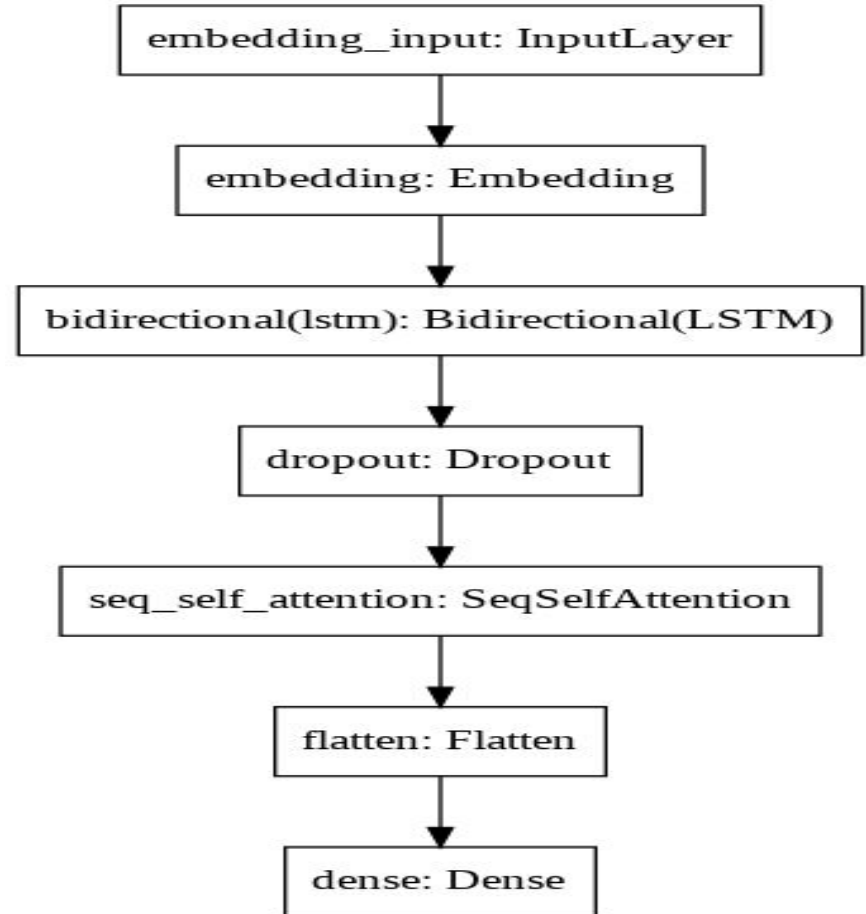 embedding_input: InputLayer
embedding: Embedding
bidirectional(lstm): Bidirectional(LSTM)
dropout: Dropout
seq_self_attention: SeqSelfAttention
flatten: Flatten
dense: Dense